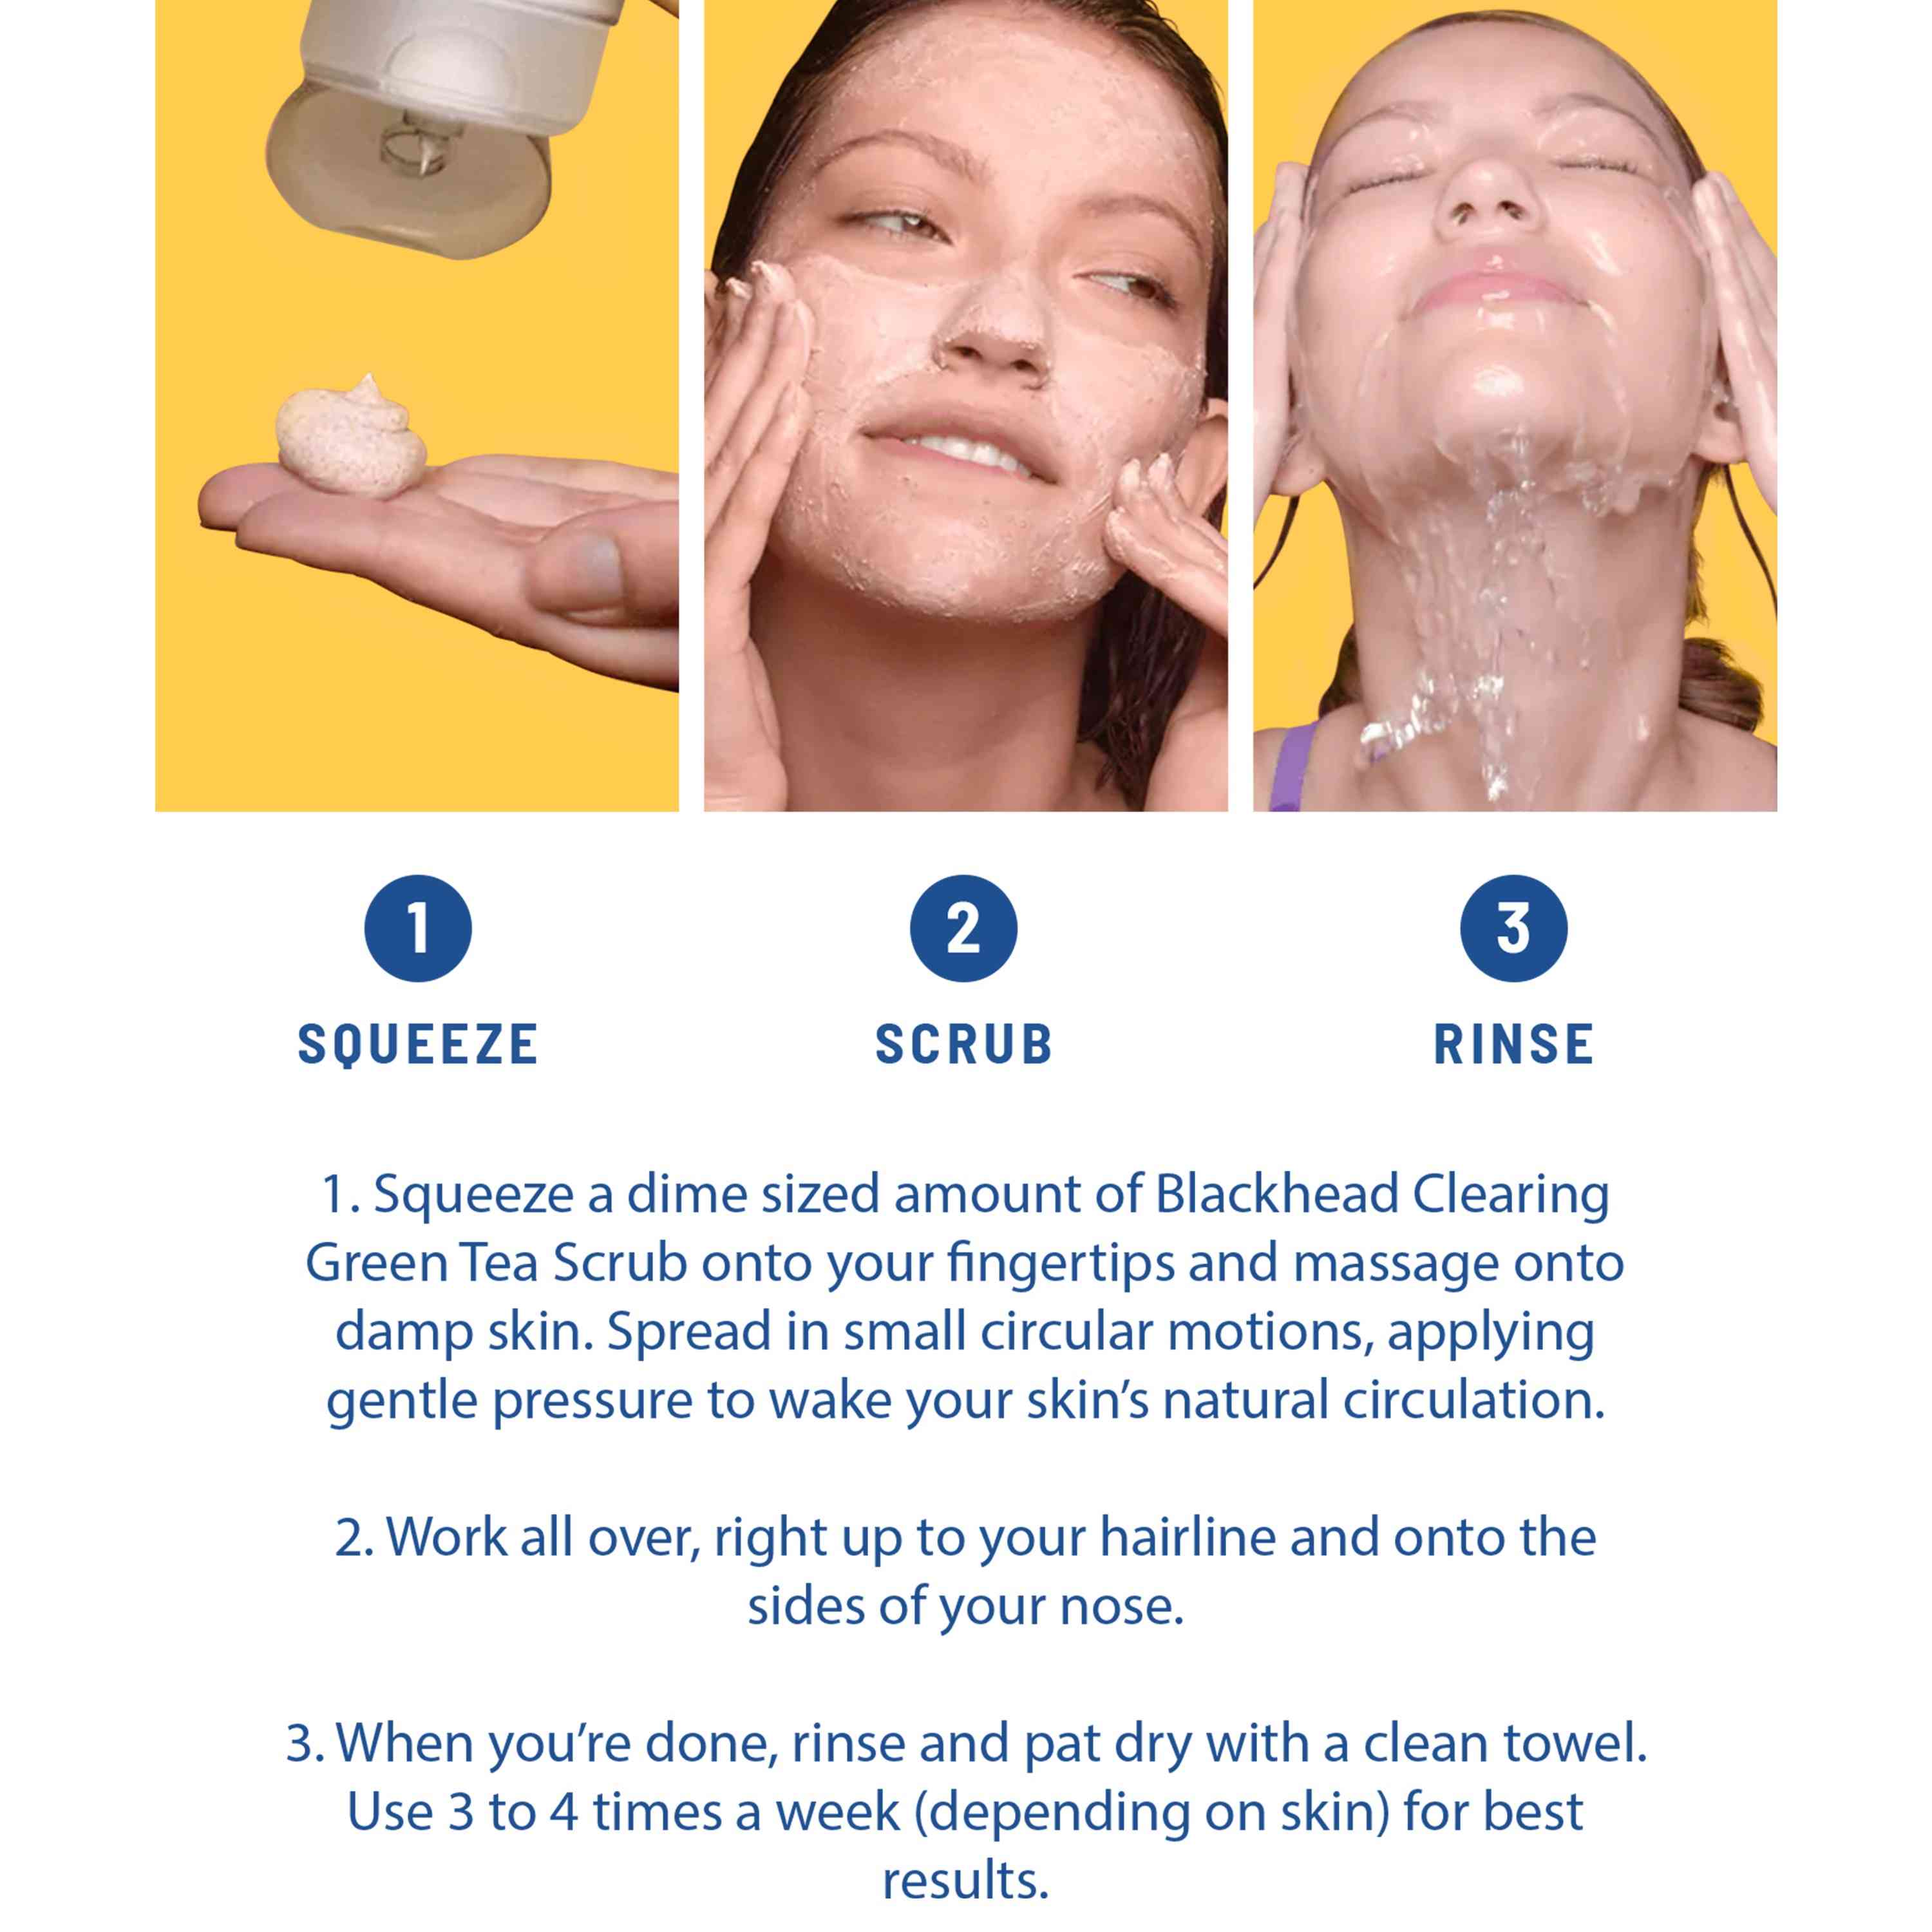 1
2
3
SQUEEZE
SCRUB
RINSE
1. Squeeze a dime sized amount of Blackhead Clearing
Green Tea Scrub onto your fingertips and massage onto
damp skin. Spread in small circular motions, applying
gentle pressure to wake your skin’s natural circulation.
2. Work all over, right up to your hairline and onto the
sides of your nose.
3. When you’re done, rinse and pat dry with a clean towel.
Use 3 to 4 times a week (depending on skin) for best
results.